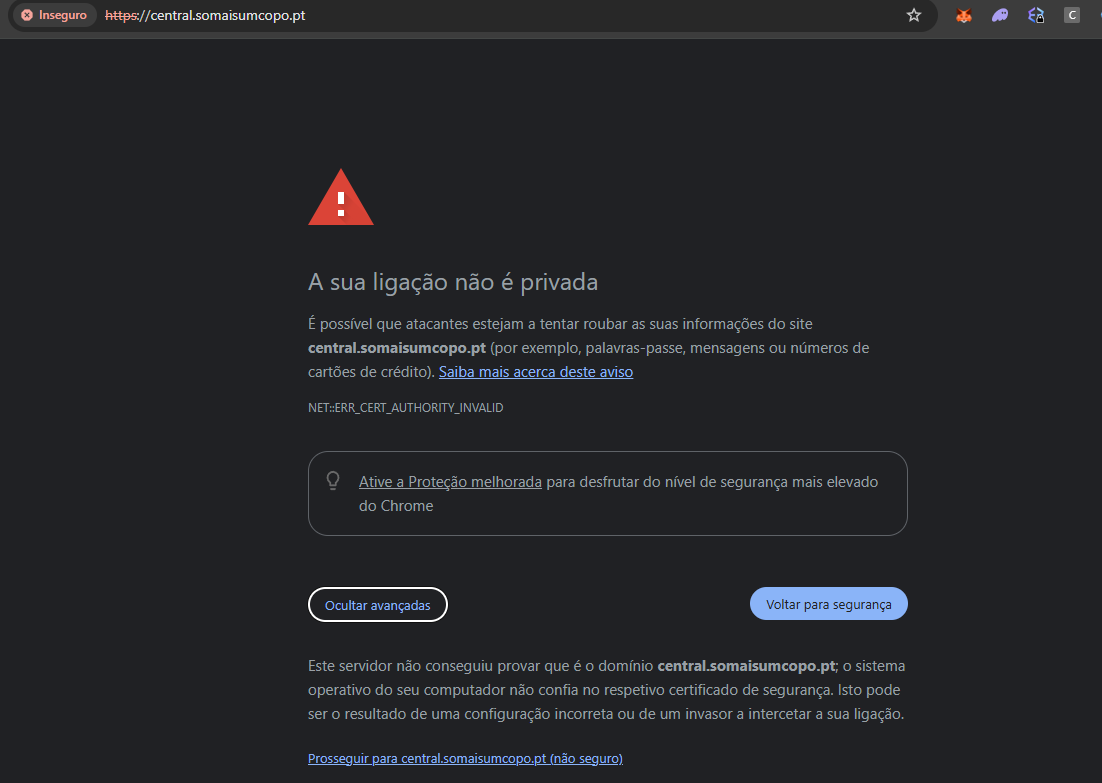 Inseguro https://central.somaisumcopo.pt C
A sua ligação não é privada
É possível que atacantes estejam a tentar roubar as suas informações do site
central.somaisumcopo.pt (por exemplo, palavras-passe, mensagens ou números de
cartões de crédito). Saiba mais acerca deste aviso
NET::ERR_CERT_AUTHORITY_INVALID
Ative a Proteção melhorada para desfrutar do nível de segurança mais elevado
do Chrome
Ocultar avançadas Voltar para segurança
Este servidor não conseguiu provar que é o domínio central.somaisumcopo.pt; o sistema
operativo do seu computador não confia no respetivo certificado de segurança. Isto pode
ser o resultado de uma configuração incorreta ou de um invasor a intercetar a sua ligação.
Prosseguir para central.somaisumcopo.pt (não seguro)